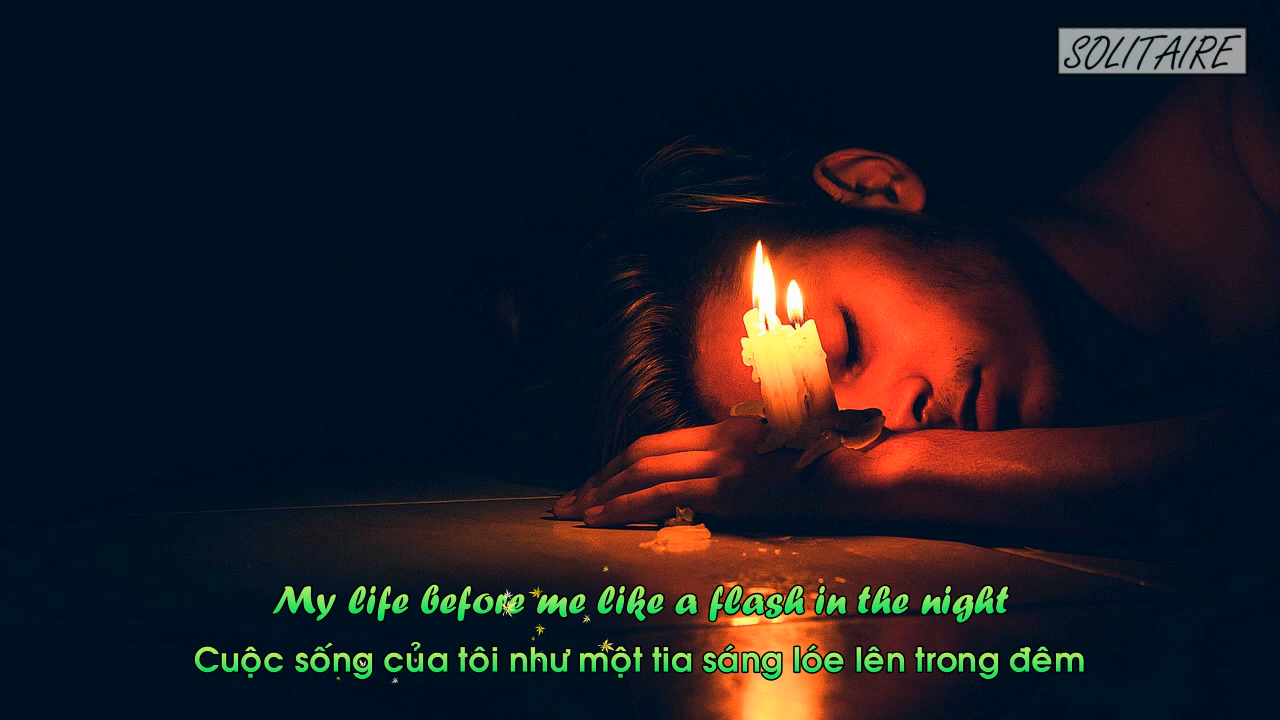 SOLITAIRE
My life before me like a flash in the night
Cuộc sống của tôi như một tia sáng lóe lên trong đêm